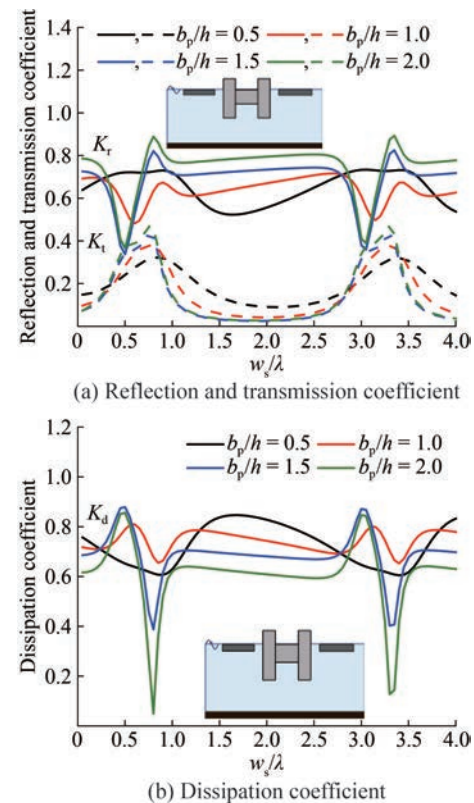 1.4
b_p/h = 0.5
b_p/h = 1.0
1.2
b_p/h = 1.5
b_p/h = 2.0
1.0
K_r
0.8
0.6
K_t
0.4
0.2
Reflection and transmission coefficient
0 0.5 1.0 1.5 2.0 2.5 3.0 3.5 4.0
w_s/λ
(a) Reflection and transmission coefficient
1.2
b_p/h = 0.5 b_p/h = 1.0
1.0
b_p/h = 1.5 b_p/h = 2.0
K_d
0.8
0.6
0.4
0.2
Dissipation coefficient
0 0.5 1.0 1.5 2.0 2.5 3.0 3.5 4.0
w_s/λ
(b) Dissipation coefficient